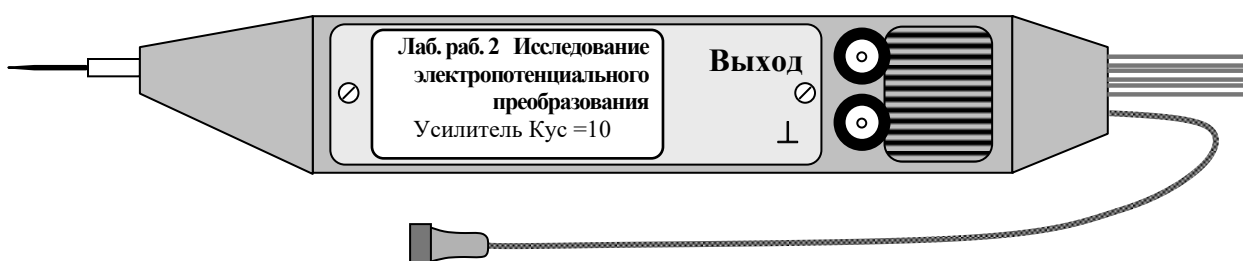 Лаб. раб. 2 Исследование
электропотенциального
преобразования
Усилитель Кус =10
Выход